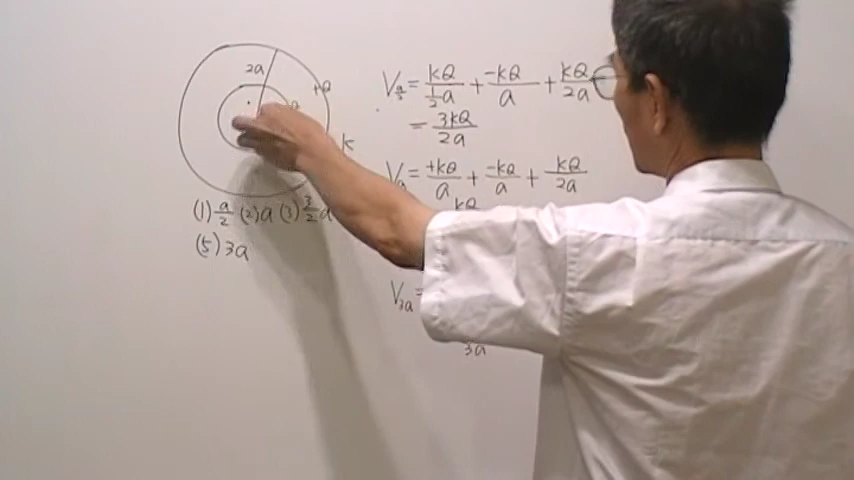 2a
+Q
k
(1) a/2 (2) a (3) 3/2 a
(5) 3a
V_{a/2} = kQ/(1/2 a) + -kQ/a + kQ/2a
= 3kQ/2a
V_a = +kQ/a + -kQ/a + kQ/2a
kQ
V_{3a} =
3a